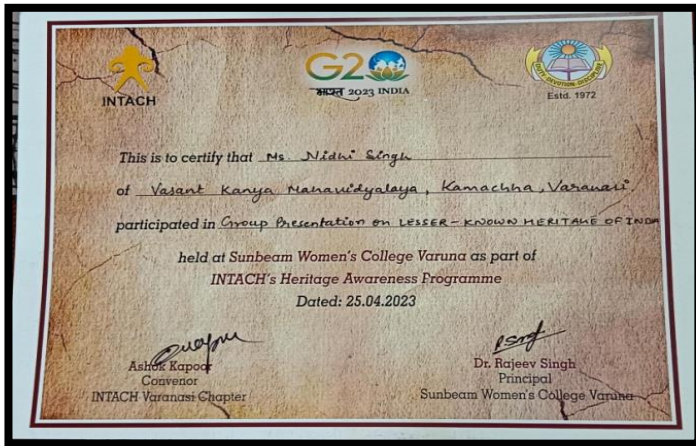 INTACH
G20
भारत 2023 INDIA
DUTY-DEVOTION-DISCIPLINE
Estd. 1972
This is to certify that Ms. Nidhi Singh
of Vasant Kanya Mahavidyalaya, Kamachha, Varanasi.
participated in Group Presentation on LESSER-KNOWN HERITAGE OF INDIA
held at Sunbeam Women's College Varuna as part of
INTACH's Heritage Awareness Programme
Dated: 25.04.2023
Ashok Kapoor
Convenor
INTACH Varanasi Chapter
Dr. Rajeev Singh
Principal
Sunbeam Women's College Varuna